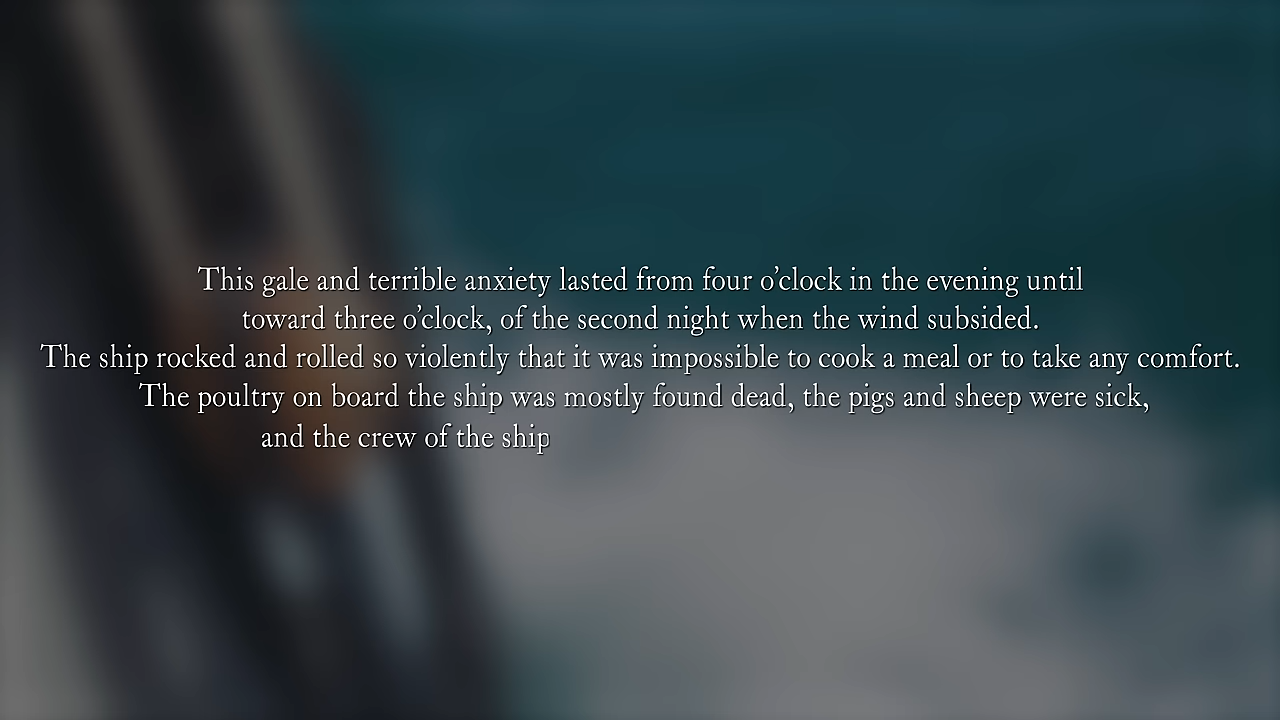 This gale and terrible anxiety lasted from four o’clock in the evening until
toward three o’clock, of the second night when the wind subsided.
The ship rocked and rolled so violently that it was impossible to cook a meal or to take any comfort.
The poultry on board the ship was mostly found dead, the pigs and sheep were sick,
and the crew of the ship